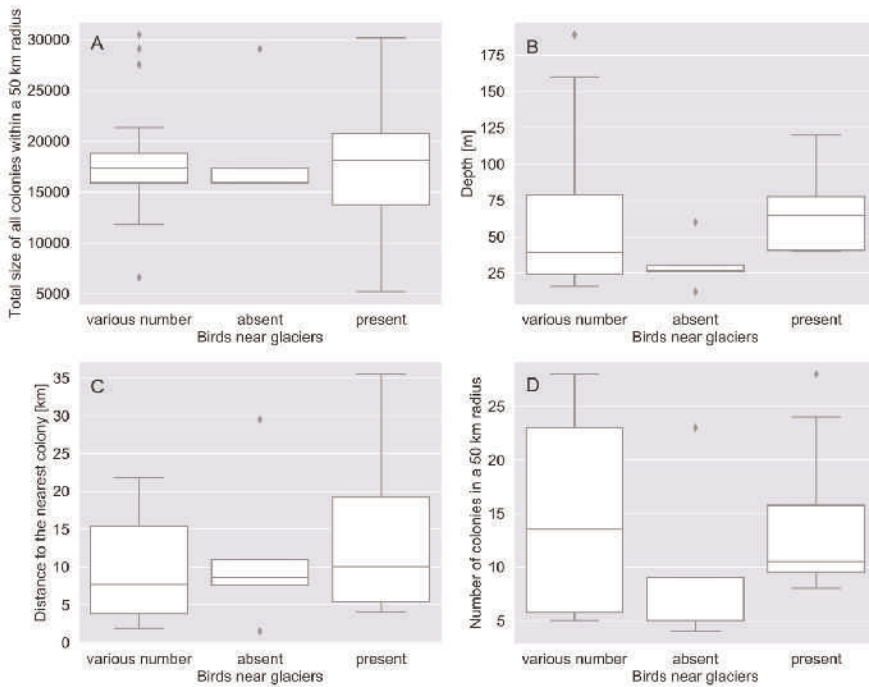 A
Total size of all colonies within a 50 km radius
30000
25000
20000
15000
10000
5000
various number absent present
Birds near glaciers
B
Depth [m]
175
150
125
100
75
50
25
various number absent present
Birds near glaciers
C
Distance to the nearest colony [km]
35
30
25
20
15
10
5
0
various number absent present
Birds near glaciers
D
Number of colonies in a 50 km radius
25
20
15
10
5
various number absent present
Birds near glaciers